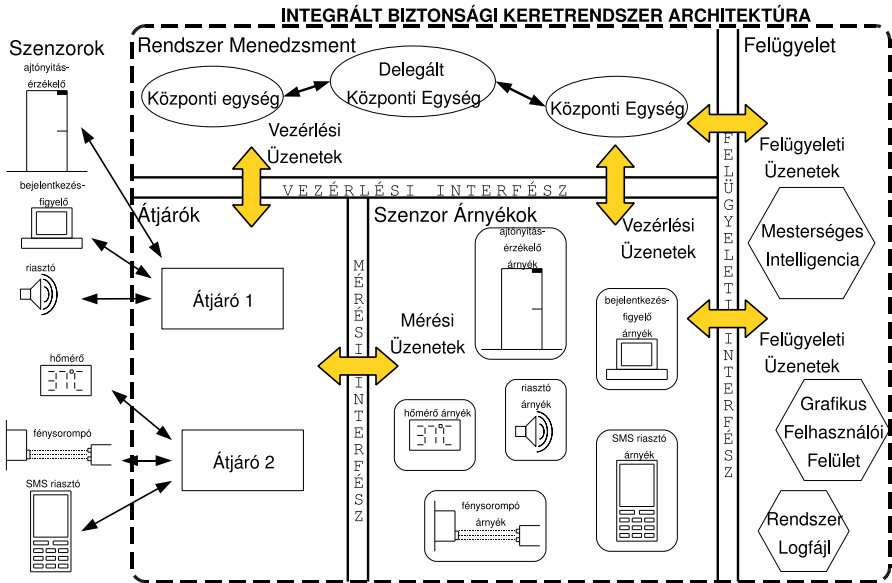 INTEGRÁLT BIZTONSÁGI KERETRENDSZER ARCHITEKTÚRA
Szenzorok
ajtónyitás-
érzékelő
bejelentkezés-
figyelő
riasztó
hőmérő
37°C
fénysorompó
SMS riasztó
Rendszer Menedzsment
Központi egység
Delegált
Központi Egység
Központi Egység
Vezérlési
Üzenetek
VEZÉRLÉSI INTERFÉSZ
Átjárók
Átjáró 1
Átjáró 2
MÉRÉSI INTERFÉSZ
Mérési
Üzenetek
Szenzor Árnyékok
ajtónyitás-
érzékelő
árnyék
Vezérlési
Üzenetek
bejelentkezés-
figyelő
árnyék
hőmérő árnyék
37°C
riasztó
árnyék
SMS riasztó
árnyék
fénysorompó
árnyék
FELÜGYELETI INTERFÉSZ
Felügyelet
Felügyeleti
Üzenetek
Mesterséges
Intelligencia
Felügyeleti
Üzenetek
Grafikus
Felhasználói
Felület
Rendszer
Logfájl